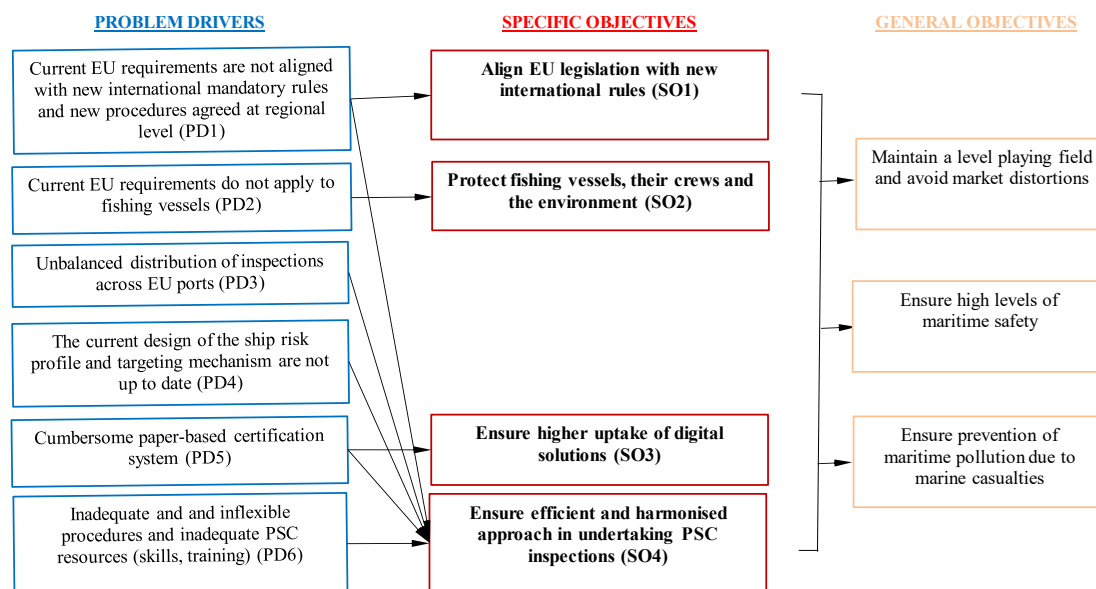 PROBLEM DRIVERS
Current EU requirements are not aligned
with new international mandatory rules
and new procedures agreed at regional
level (PD1)
Current EU requirements do not apply to
fishing vessels (PD2)
Unbalanced distribution of inspections
across EU ports (PD3)
The current design of the ship risk
profile and targeting mechanism are not
up to date (PD4)
Cumbersome paper-based certification
system (PD5)
Inadequate and and inflexible
procedures and inadequate PSC
resources (skills, training) (PD6)
SPECIFIC OBJECTIVES
Align EU legislation with new
international rules (SO1)
Protect fishing vessels, their crews and
the environment (SO2)
Ensure higher uptake of digital
solutions (SO3)
Ensure efficient and harmonised
approach in undertaking PSC
inspections (SO4)
GENERAL OBJECTIVES
Maintain a level playing field
and avoid market distortions
Ensure high levels of
maritime safety
Ensure prevention of
maritime pollution due to
marine casualties